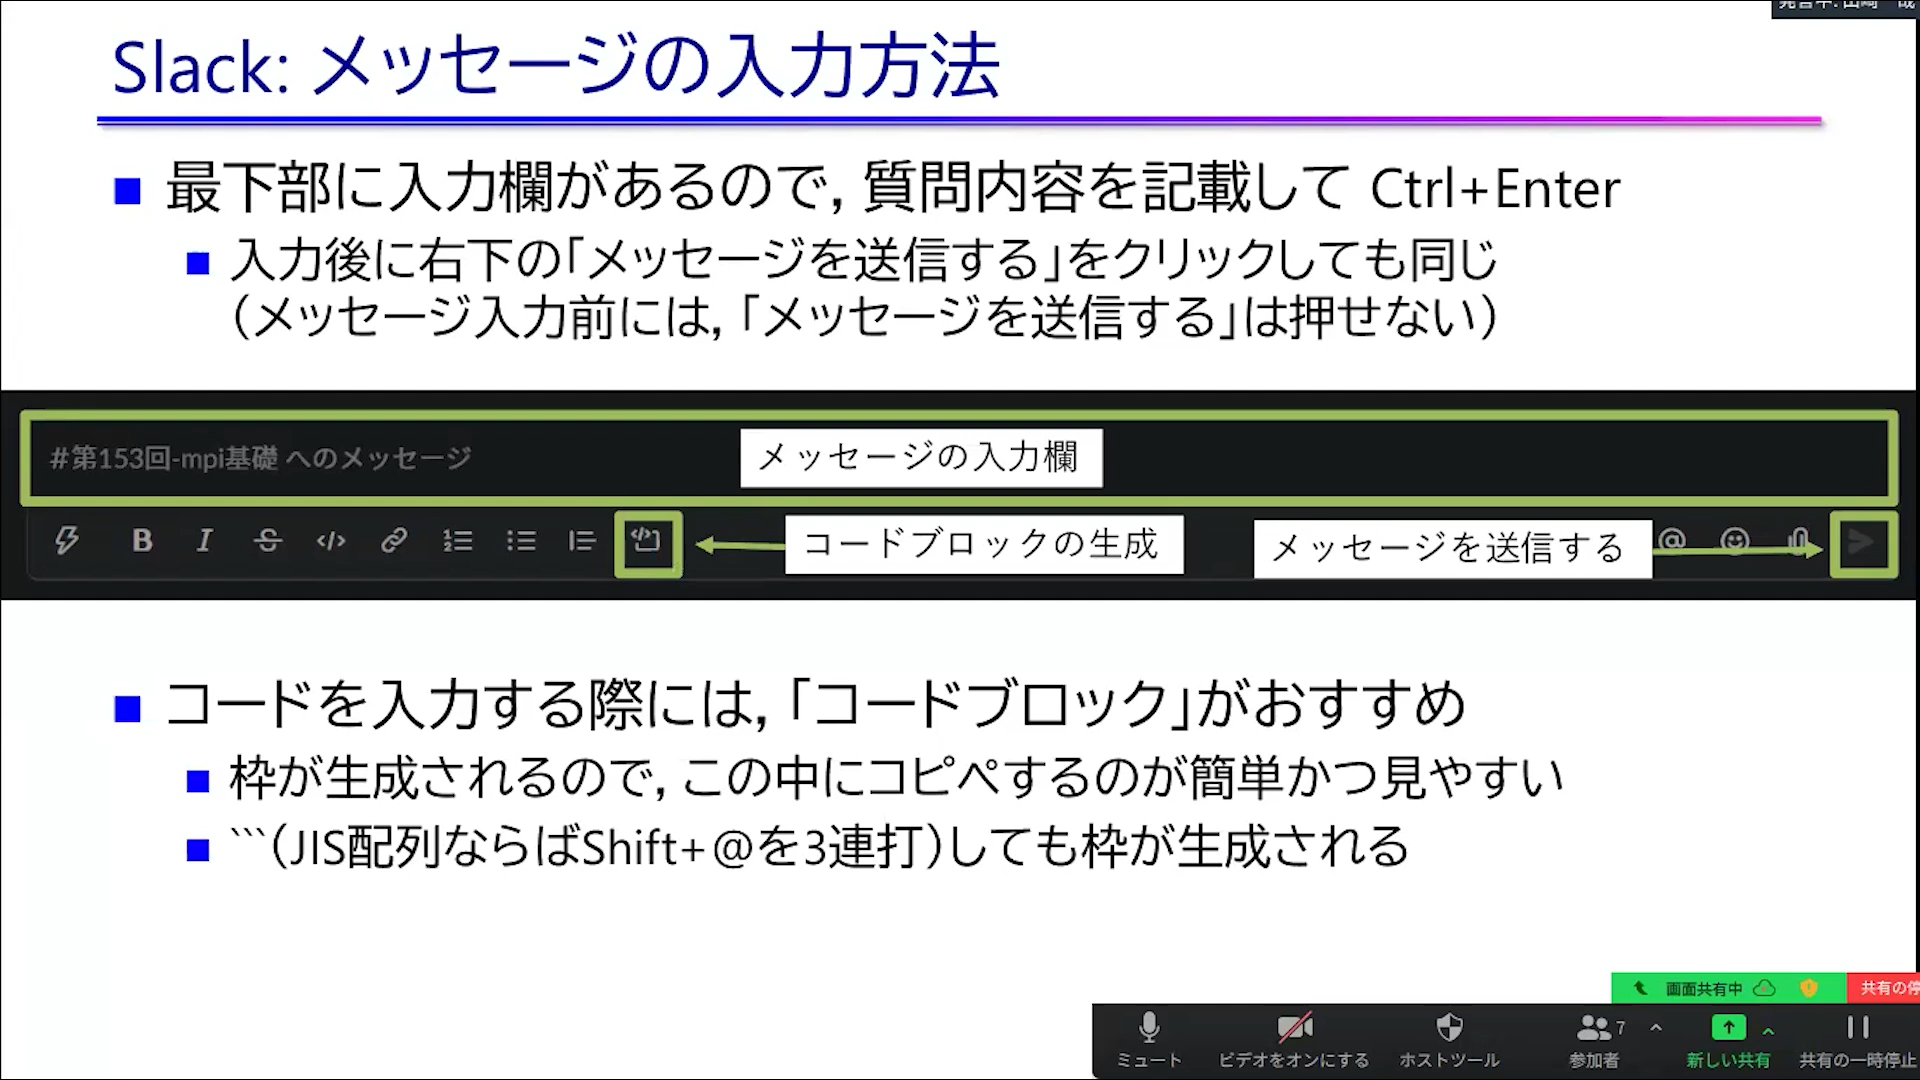 Slack: メッセージの入力方法
最下部に入力欄があるので, 質問内容を記載して Ctrl+Enter
入力後に右下の「メッセージを送信する」をクリックしても同じ
（メッセージ入力前には, 「メッセージを送信する」は押せない）
#第153回-mpi基礎 へのメッセージ
メッセージの入力欄
コードブロックの生成
メッセージを送信する
コードを入力する際には, 「コードブロック」がおすすめ
枠が生成されるので, この中にコピペするのが簡単かつ見やすい
```（JIS配列ならばShift+@を3連打）しても枠が生成される
画面共有中
共有の停
ミュート
ビデオをオンにする
ホストツール
7
参加者
新しい共有
共有の一時停止